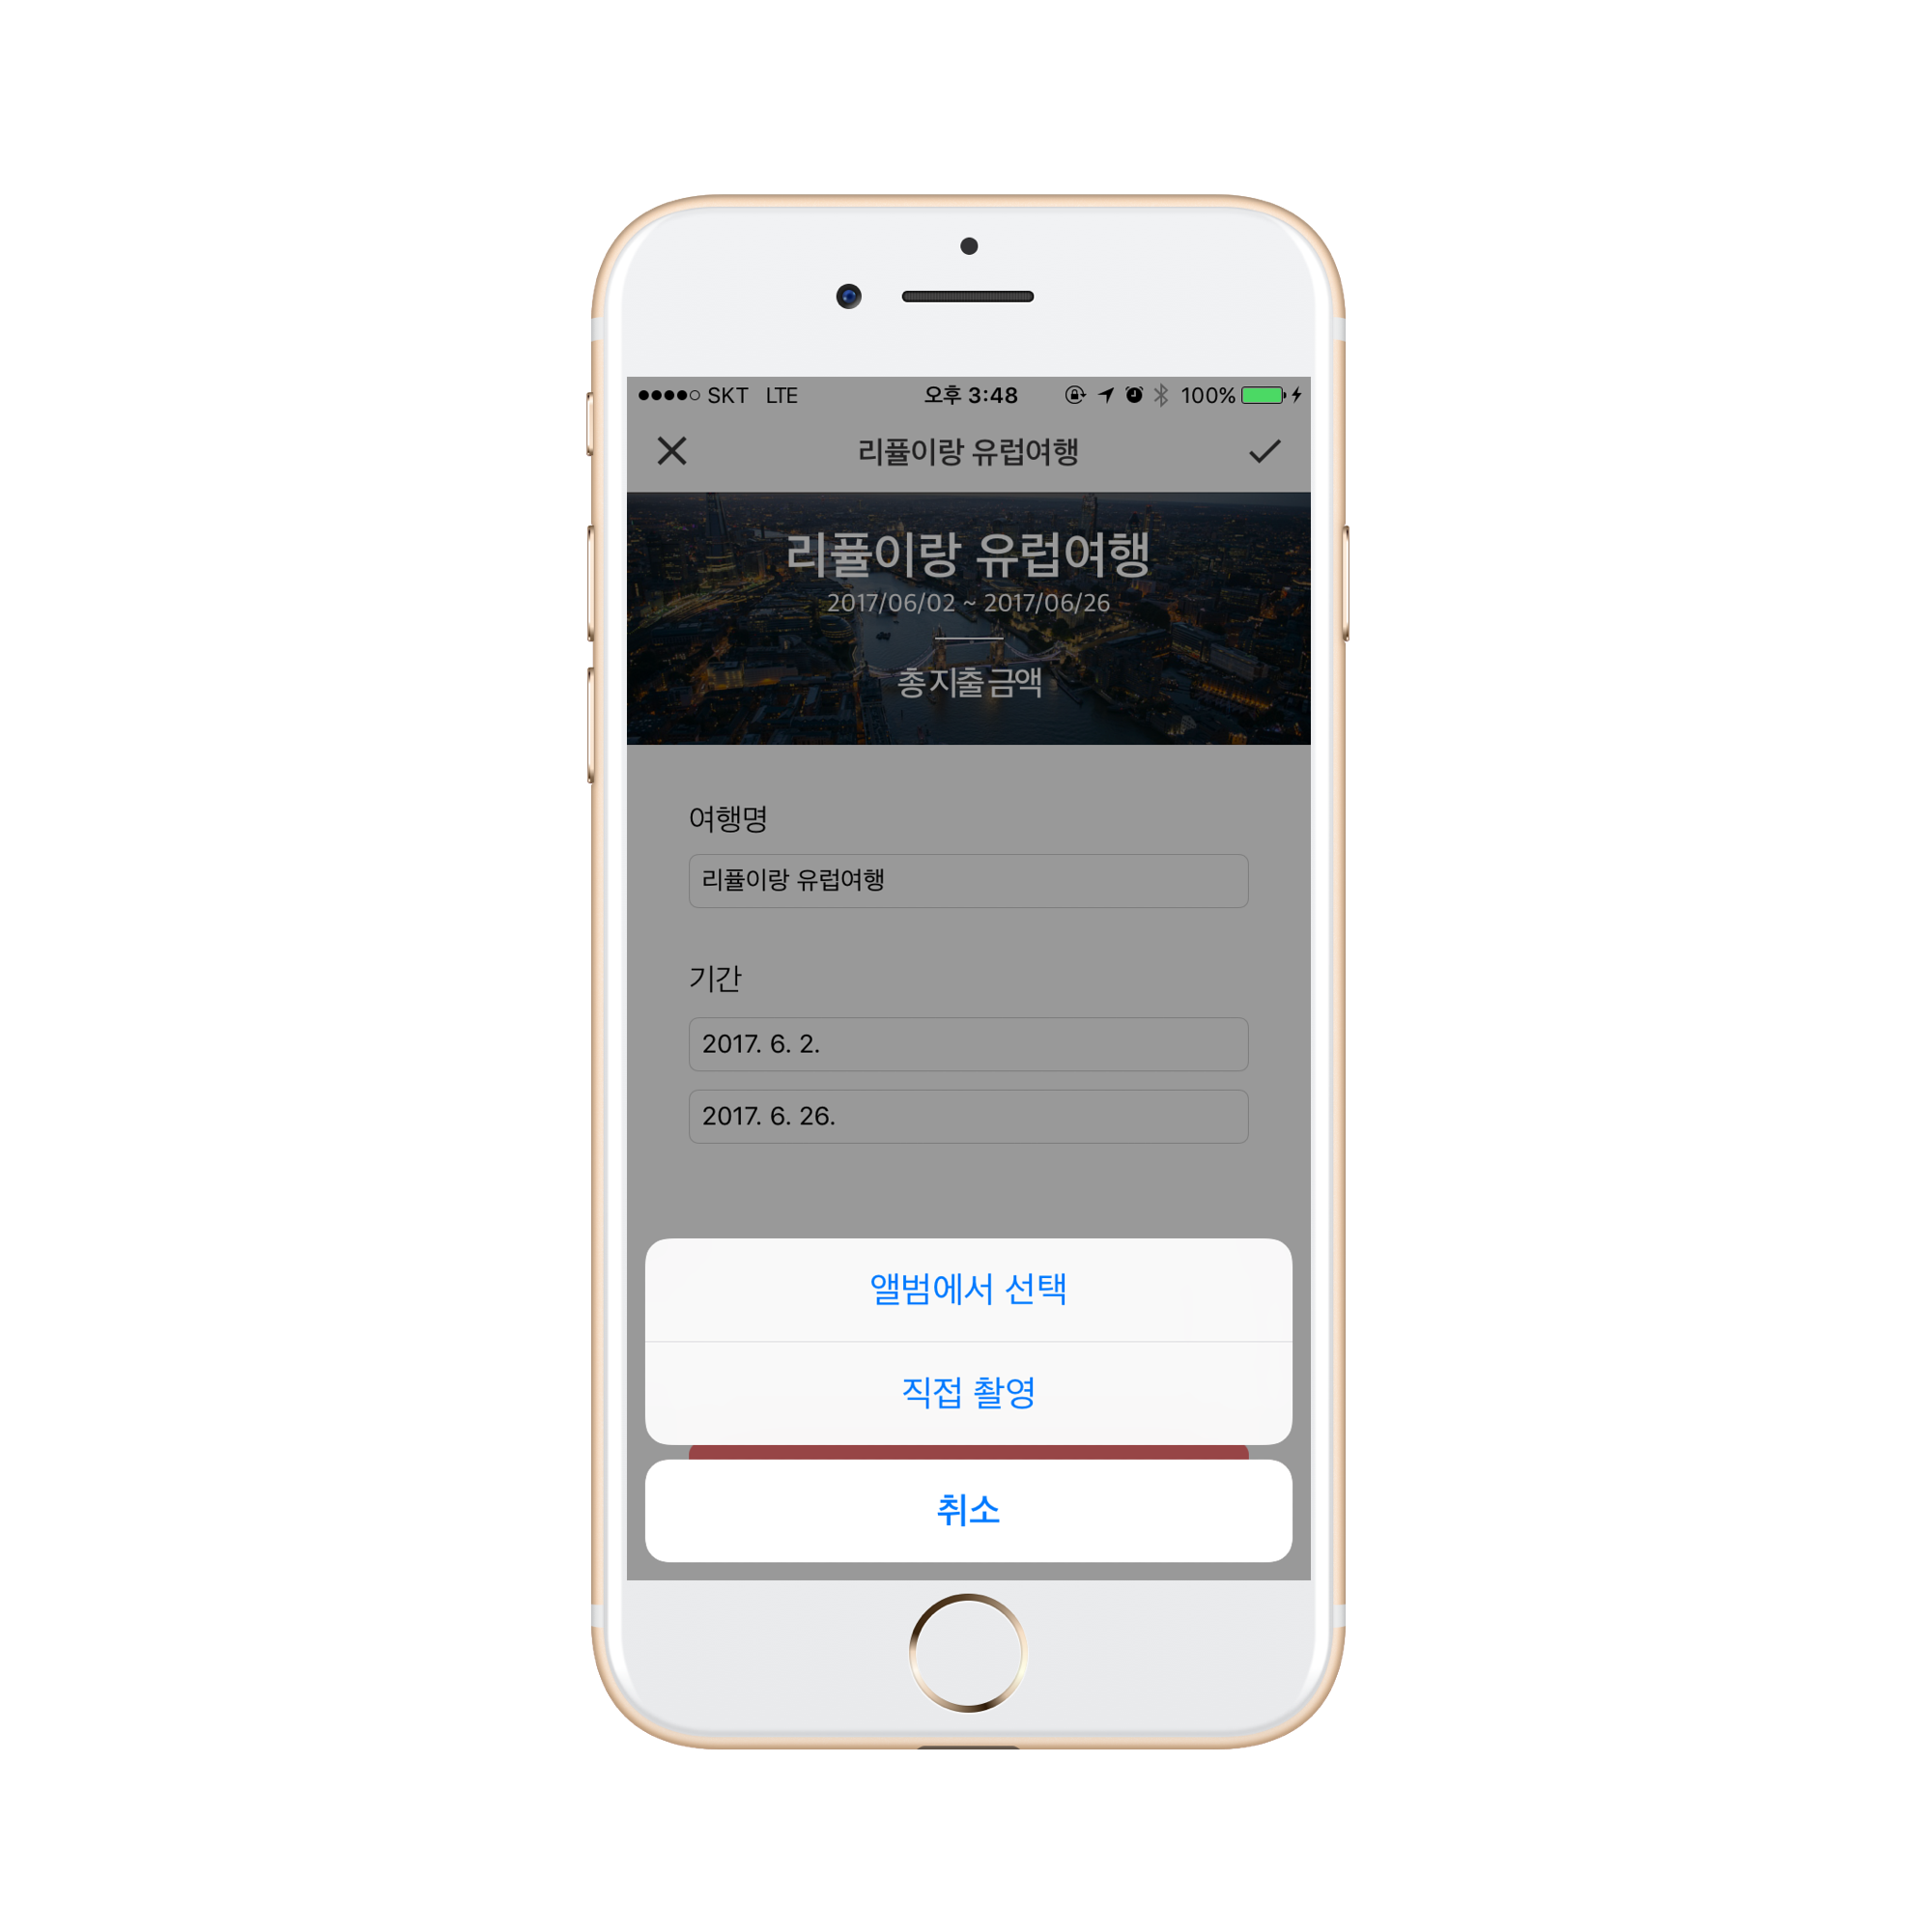 SKT LTE 오후 3:48 100%
리퓰이랑 유럽여행
리퓰이랑 유럽여행
2017/06/02 ~ 2017/06/26
총 지출 금액
여행명
리퓰이랑 유럽여행
기간
2017. 6. 2.
2017. 6. 26.
앨범에서 선택
직접 촬영
취소